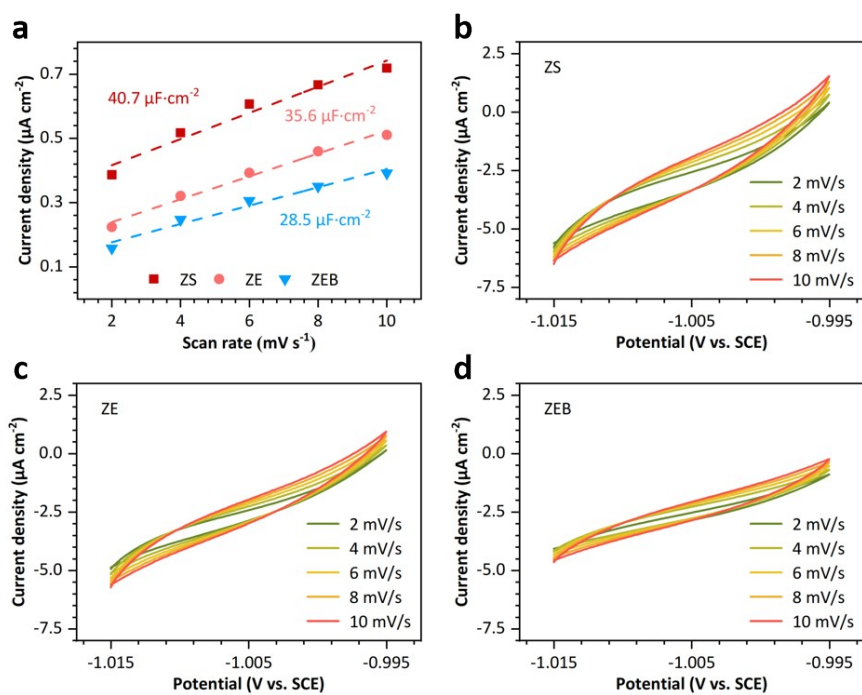 a
0.7
0.5
0.3
0.1
Current density (µA cm⁻²)
40.7 µF·cm⁻²
35.6 µF·cm⁻²
28.5 µF·cm⁻²
ZS ZE ZEB
2 4 6 8 10
Scan rate (mV s⁻¹)
b
2.5
0.0
-2.5
-5.0
-7.5
Current density (µA cm⁻²)
ZS
2 mV/s
4 mV/s
6 mV/s
8 mV/s
10 mV/s
-1.015 -1.005 -0.995
Potential (V vs. SCE)
c
2.5
0.0
-2.5
-5.0
-7.5
Current density (µA cm⁻²)
ZE
2 mV/s
4 mV/s
6 mV/s
8 mV/s
10 mV/s
-1.015 -1.005 -0.995
Potential (V vs. SCE)
d
2.5
0.0
-2.5
-5.0
-7.5
Current density (µA cm⁻²)
ZEB
2 mV/s
4 mV/s
6 mV/s
8 mV/s
10 mV/s
-1.015 -1.005 -0.995
Potential (V vs. SCE)